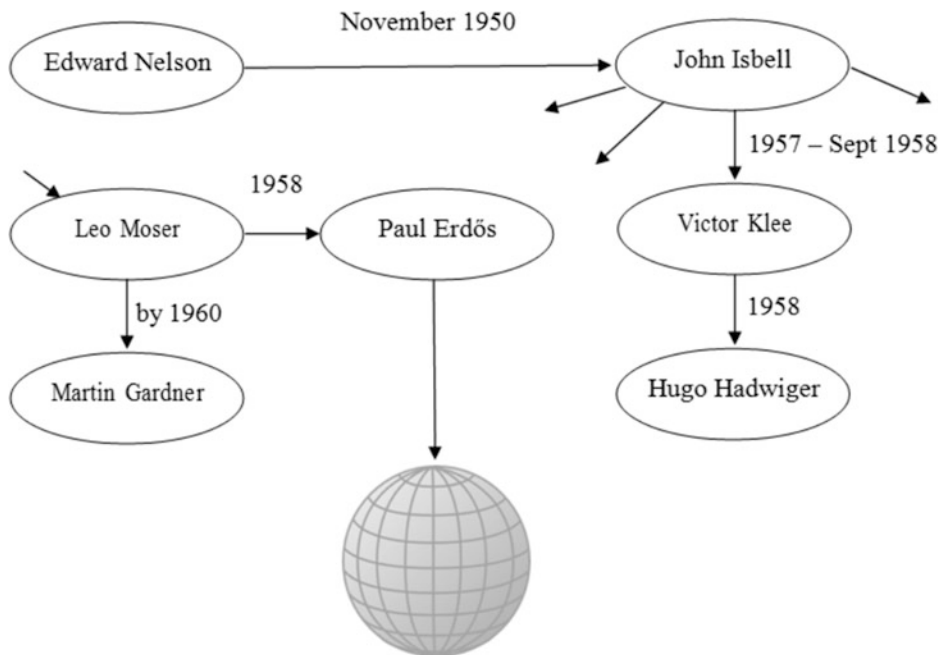 November 1950
Edward Nelson
John Isbell
1957 – Sept 1958
1958
Leo Moser
Paul Erdős
Victor Klee
by 1960
1958
Martin Gardner
Hugo Hadwiger